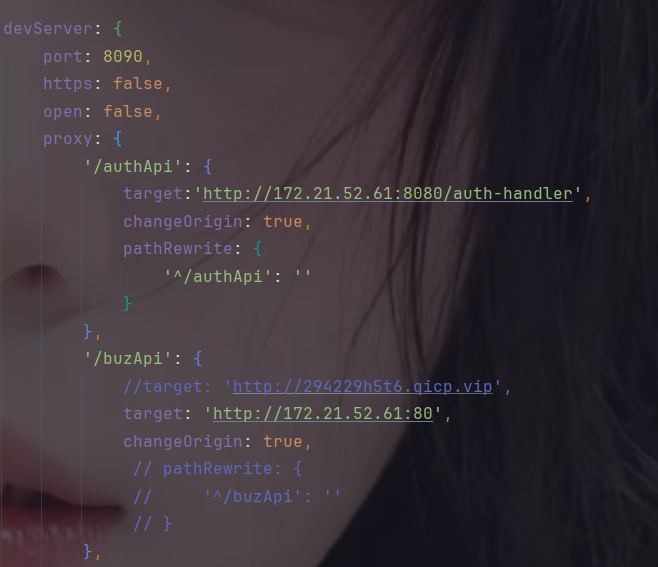 devServer: {
    port: 8090,
    https: false,
    open: false,
    proxy: {
        '/authApi': {
            target:'http://172.21.52.61:8080/auth-handler',
            changeOrigin: true,
            pathRewrite: {
                '^/authApi': ''
            }
        },
        '/buzApi': {
            //target: 'http://294229h5t6.qicp.vip',
            target: 'http://172.21.52.61:80',
            changeOrigin: true,
             // pathRewrite: {
             //     '^/buzApi': ''
             // }
        },